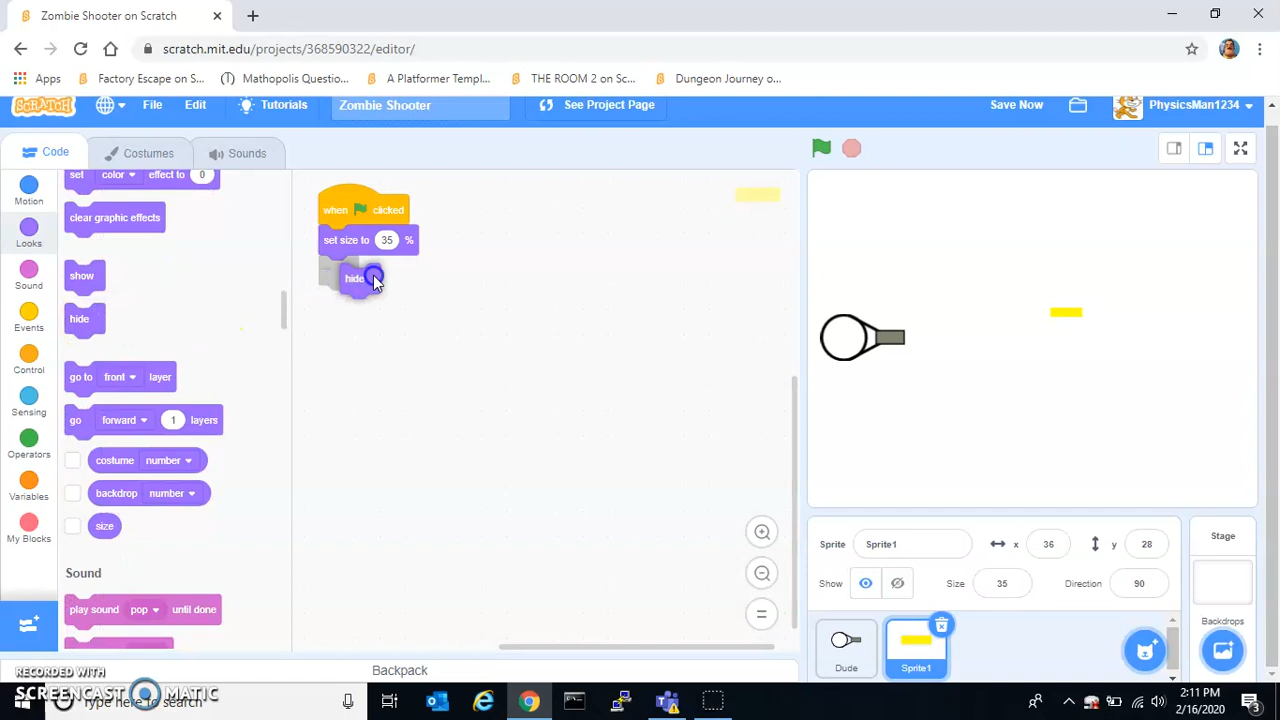 Zombie Shooter on Scratch
scratch.mit.edu/projects/368590322/editor/
Apps Factory Escape on S... Mathopolis Questio... A Platformer Templ... THE ROOM 2 on Sc... Dungeon Journey o...
SCRATCH File Edit Tutorials Zombie Shooter See Project Page Save Now PhysicsMan1234
Code Costumes Sounds
Motion
Looks
Sound
Events
Control
Sensing
Operators
Variables
My Blocks
set color effect to 0
clear graphic effects
show
hide
go to front layer
go forward 1 layers
costume number
backdrop number
size
Sound
play sound pop until done
when clicked
set size to 35 %
hide
Sprite Sprite1 x 36 y 28
Show Size 35 Direction 90
Dude
Sprite1
Stage
Backdrops
Backpack
RECORDED WITH
SCREENCAST MATIC
Type here to search
2:11 PM
2/16/2020
3